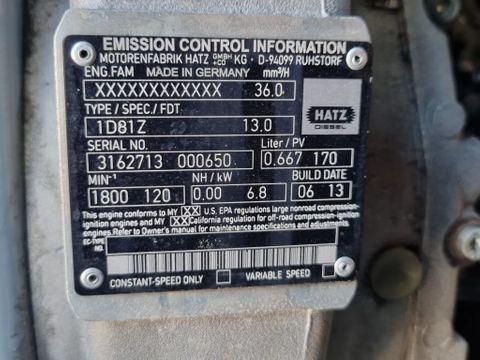 EMISSION CONTROL INFORMATION
MOTORENFABRIK HATZ GMBH +CO KG · D-94099 RUHSTORF
ENG.FAM MADE IN GERMANY mm³/H
XXXXXXXXXXXX 36.0
TYPE / SPEC./ FDT
1D81Z 13.0
HATZ
DIESEL
SERIAL NO. Liter / PV
3162713 000650 0.667 170
MIN⁻¹ NH / kW BUILD DATE
1800 120 0.00 6.8 06 13
This engine conforms to MY XX U.S. EPA regulations large nonroad compression-
ignition engines and MY XX California regulation for off-road compression-ignition
engines. Refer to Owner's manual for maintenance specifications and adjustments.
EC-TYPE
NO.
CONSTANT-SPEED ONLY VARIABLE SPEED